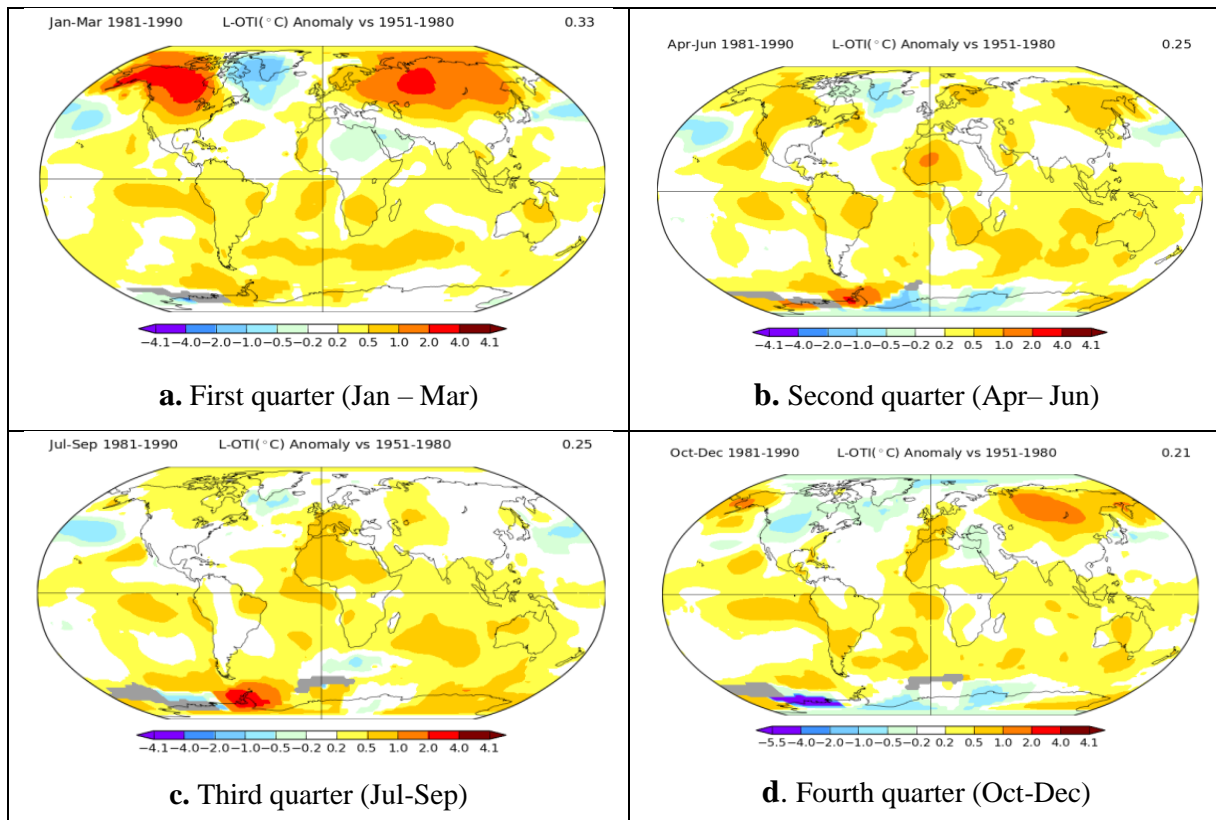 Jan-Mar 1981-1990 L-OTI(°C) Anomaly vs 1951-1980 0.33
−4.1 −4.0 −2.0 −1.0 −0.5 −0.2 0.2 0.5 1.0 2.0 4.0 4.1
a. First quarter (Jan – Mar)
Apr-Jun 1981-1990 L-OTI(°C) Anomaly vs 1951-1980 0.25
−4.1 −4.0 −2.0 −1.0 −0.5 −0.2 0.2 0.5 1.0 2.0 4.0 4.1
b. Second quarter (Apr– Jun)
Jul-Sep 1981-1990 L-OTI(°C) Anomaly vs 1951-1980 0.25
−4.1 −4.0 −2.0 −1.0 −0.5 −0.2 0.2 0.5 1.0 2.0 4.0 4.1
c. Third quarter (Jul-Sep)
Oct-Dec 1981-1990 L-OTI(°C) Anomaly vs 1951-1980 0.21
−5.5 −4.0 −2.0 −1.0 −0.5 −0.2 0.2 0.5 1.0 2.0 4.0 4.1
d. Fourth quarter (Oct-Dec)